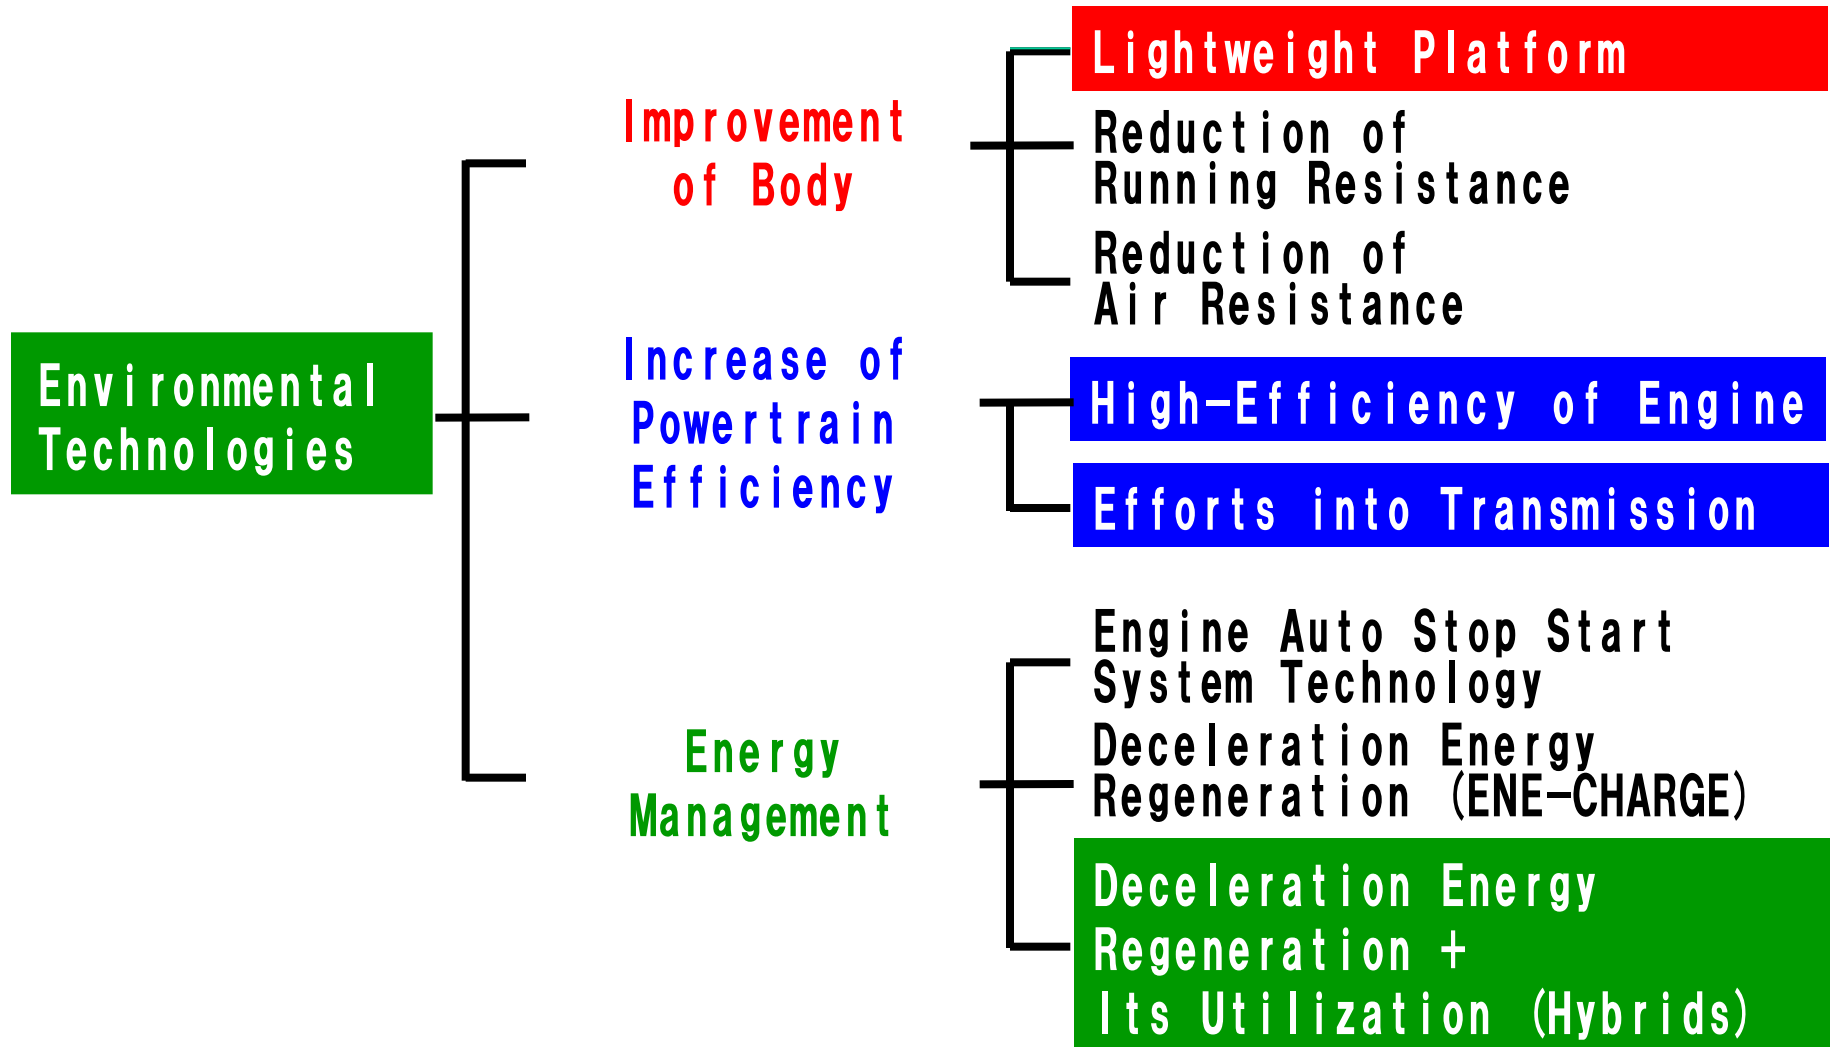 Environmental
Technologies
Improvement
of Body
Lightweight Platform
Reduction of
Running Resistance
Reduction of
Air Resistance
Increase of
Powertrain
Efficiency
High-Efficiency of Engine
Efforts into Transmission
Energy
Management
Engine Auto Stop Start
System Technology
Deceleration Energy
Regeneration (ENE-CHARGE)
Deceleration Energy
Regeneration +
Its Utilization (Hybrids)